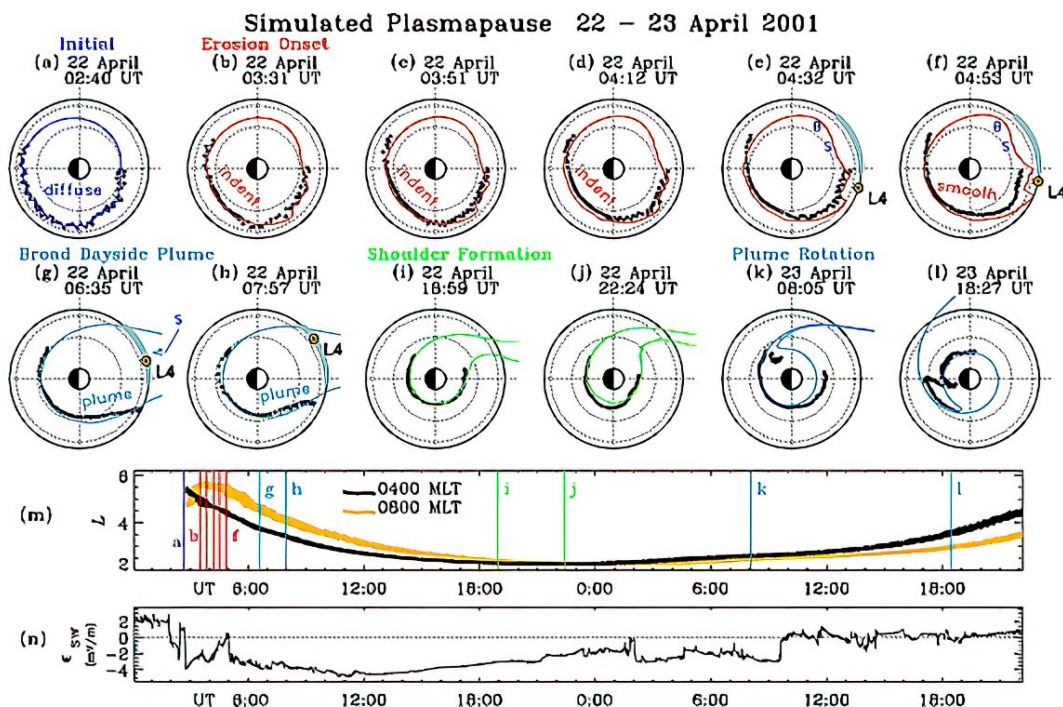 Simulated Plasmapause 22 – 23 April 2001
Initial
Erosion Onset
(a) 22 April 02:40 UT
(b) 22 April 03:31 UT
(c) 22 April 03:51 UT
(d) 22 April 04:12 UT
(e) 22 April 04:32 UT
(f) 22 April 04:53 UT
diffuse
indent
indent
indent
θ
S
L4
θ
S
smooth
L4
Broad Dayside Plume
Shoulder Formation
Plume Rotation
(g) 22 April 06:35 UT
(h) 22 April 07:57 UT
(i) 22 April 18:59 UT
(j) 22 April 22:24 UT
(k) 23 April 08:05 UT
(l) 23 April 18:27 UT
S
L4
plume
L4
plume
(m)
L
6
4
2
a
b
f
g
h
i
j
k
l
0400 MLT
0800 MLT
UT 6:00 12:00 18:00 0:00 6:00 12:00 18:00
(n)
ϵ SW (mV/m)
2
0
-2
-4
UT 6:00 12:00 18:00 0:00 6:00 12:00 18:00